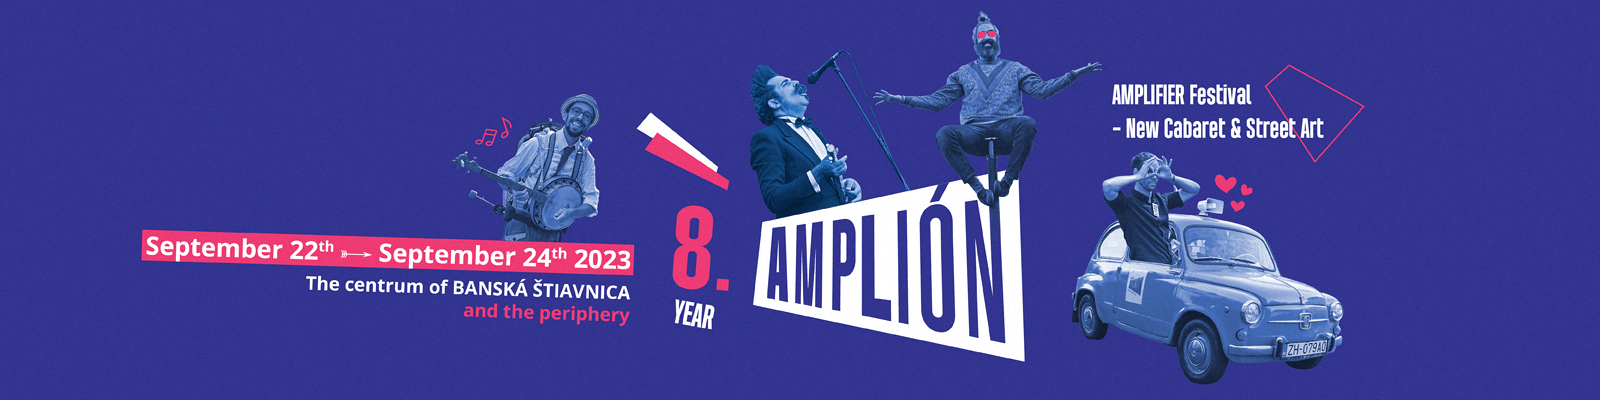 September 22th → September 24th 2023
The centrum of BANSKÁ ŠTIAVNICA
and the periphery
8.
YEAR
AMPLIÓN
AMPLIFIER Festival
– New Cabaret & Street Art
ZH-079AO